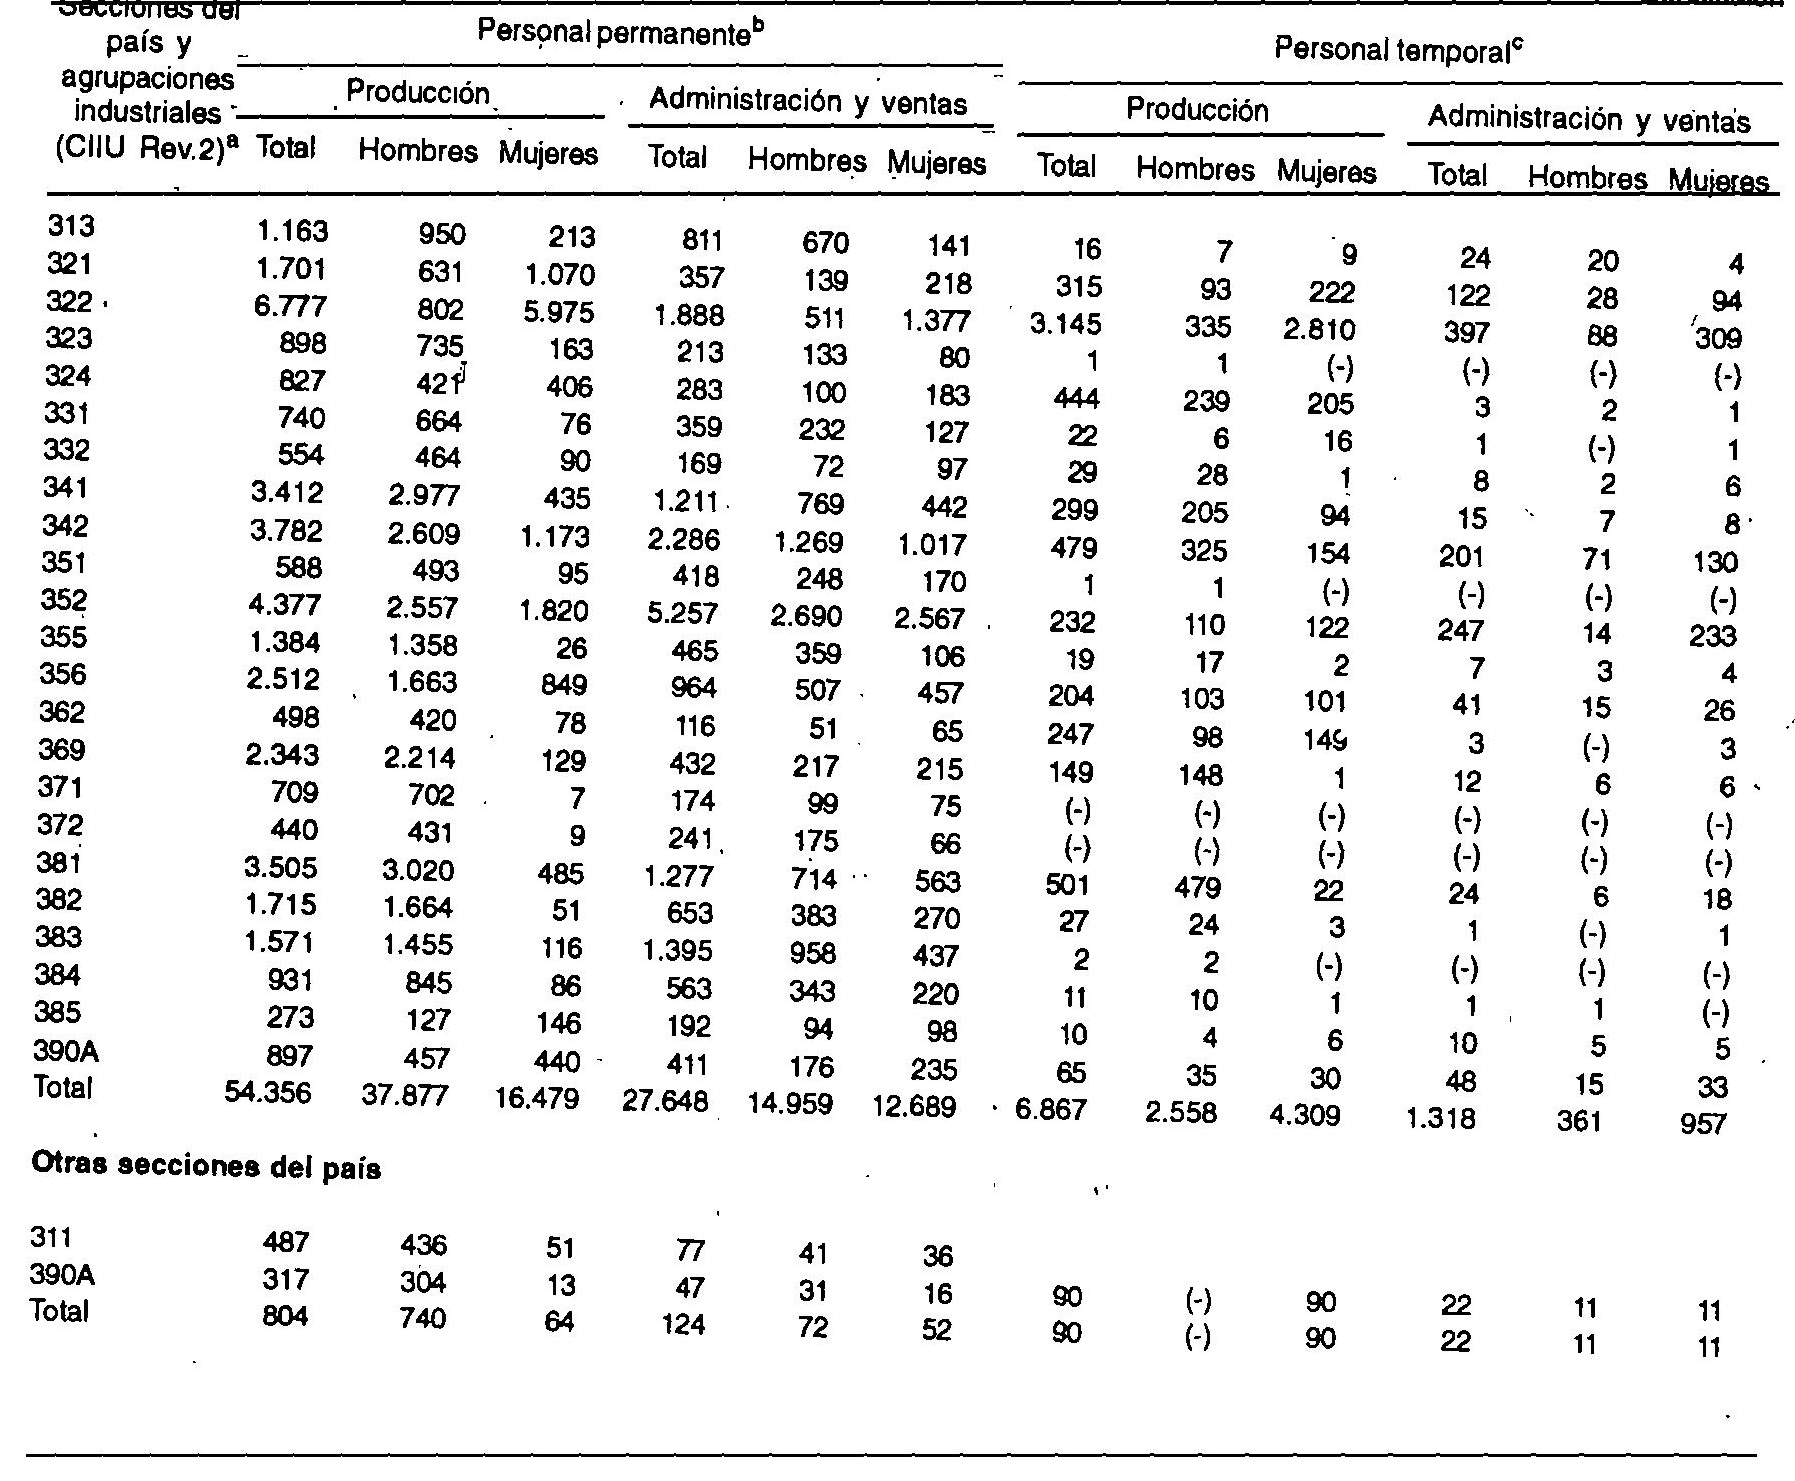 Secciones del
país y
agrupaciones
industriales
(CIIU Rev.2)ª
Personal permanenteᵇ Personal temporalᶜ
Producción Administración y ventas Producción Administración y ventas
Total Hombres Mujeres Total Hombres Mujeres Total Hombres Mujeres Total Hombres Mujeres
313 1.163 950 213 811 670 141 16 7 9 24 20 4
321 1.701 631 1.070 357 139 218 315 93 222 122 28 94
322 6.777 802 5.975 1.888 511 1.377 3.145 335 2.810 397 88 309
323 898 735 163 213 133 80 1 1 (-) (-) (-) (-)
324 827 421 406 283 100 183 444 239 205 3 2 1
331 740 664 76 359 232 127 22 6 16 1 (-) 1
332 554 464 90 169 72 97 29 28 1 8 2 6
341 3.412 2.977 435 1.211 769 442 299 205 94 15 7 8
342 3.782 2.609 1.173 2.286 1.269 1.017 479 325 154 201 71 130
351 588 493 95 418 248 170 1 1 (-) (-) (-) (-)
352 4.377 2.557 1.820 5.257 2.690 2.567 232 110 122 247 14 233
355 1.384 1.358 26 465 359 106 19 17 2 7 3 4
356 2.512 1.663 849 964 507 457 204 103 101 41 15 26
362 498 420 78 116 51 65 247 98 149 3 (-) 3
369 2.343 2.214 129 432 217 215 149 148 1 12 6 6
371 709 702 7 174 99 75 (-) (-) (-) (-) (-) (-)
372 440 431 9 241 175 66 (-) (-) (-) (-) (-) (-)
381 3.505 3.020 485 1.277 714 563 501 479 22 24 6 18
382 1.715 1.664 51 653 383 270 27 24 3 1 (-) 1
383 1.571 1.455 116 1.395 958 437 2 2 (-) (-) (-) (-)
384 931 845 86 563 343 220 11 10 1 1 1 (-)
385 273 127 146 192 94 98 10 4 6 10 5 5
390A 897 457 440 411 176 235 65 35 30 48 15 33
Total 54.356 37.877 16.479 27.648 14.959 12.689 6.867 2.558 4.309 1.318 361 957
Otras secciones del país
311 487 436 51 77 41 36
390A 317 304 13 47 31 16 90 (-) 90 22 11 11
Total 804 740 64 124 72 52 90 (-) 90 22 11 11